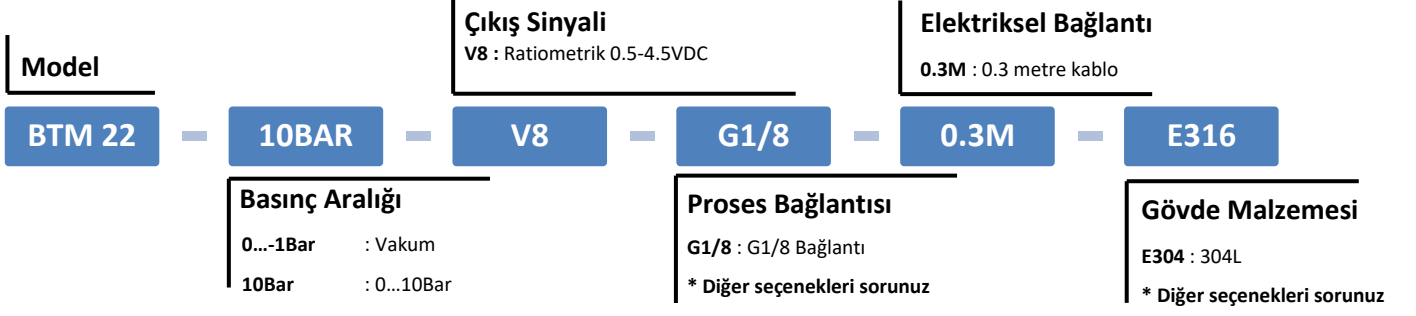 Çıkış Sinyali
V8 : Ratiometrik 0.5-4.5VDC
Elektriksel Bağlantı
0.3M : 0.3 metre kablo
Model
BTM 22 – 10BAR – V8 – G1/8 – 0.3M – E316
Basınç Aralığı
0...-1Bar : Vakum
10Bar : 0...10Bar
Proses Bağlantısı
G1/8 : G1/8 Bağlantı
* Diğer seçenekleri sorunuz
Gövde Malzemesi
E304 : 304L
* Diğer seçenekleri sorunuz